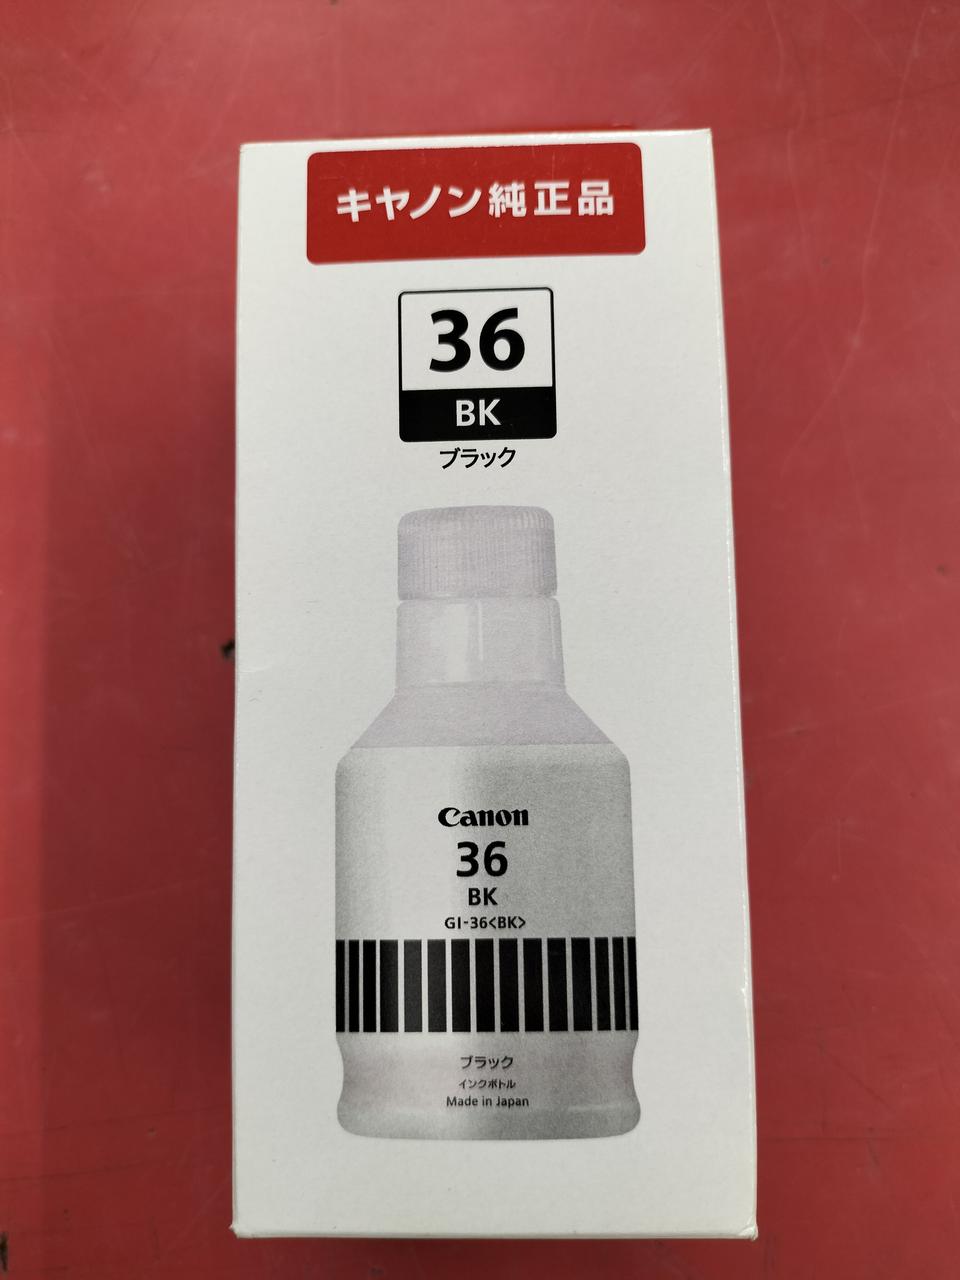 キヤノン純正品
36
BK
ブラック
Canon
36
BK
GI-36<BK>
ブラック
インクボトル
Made in Japan